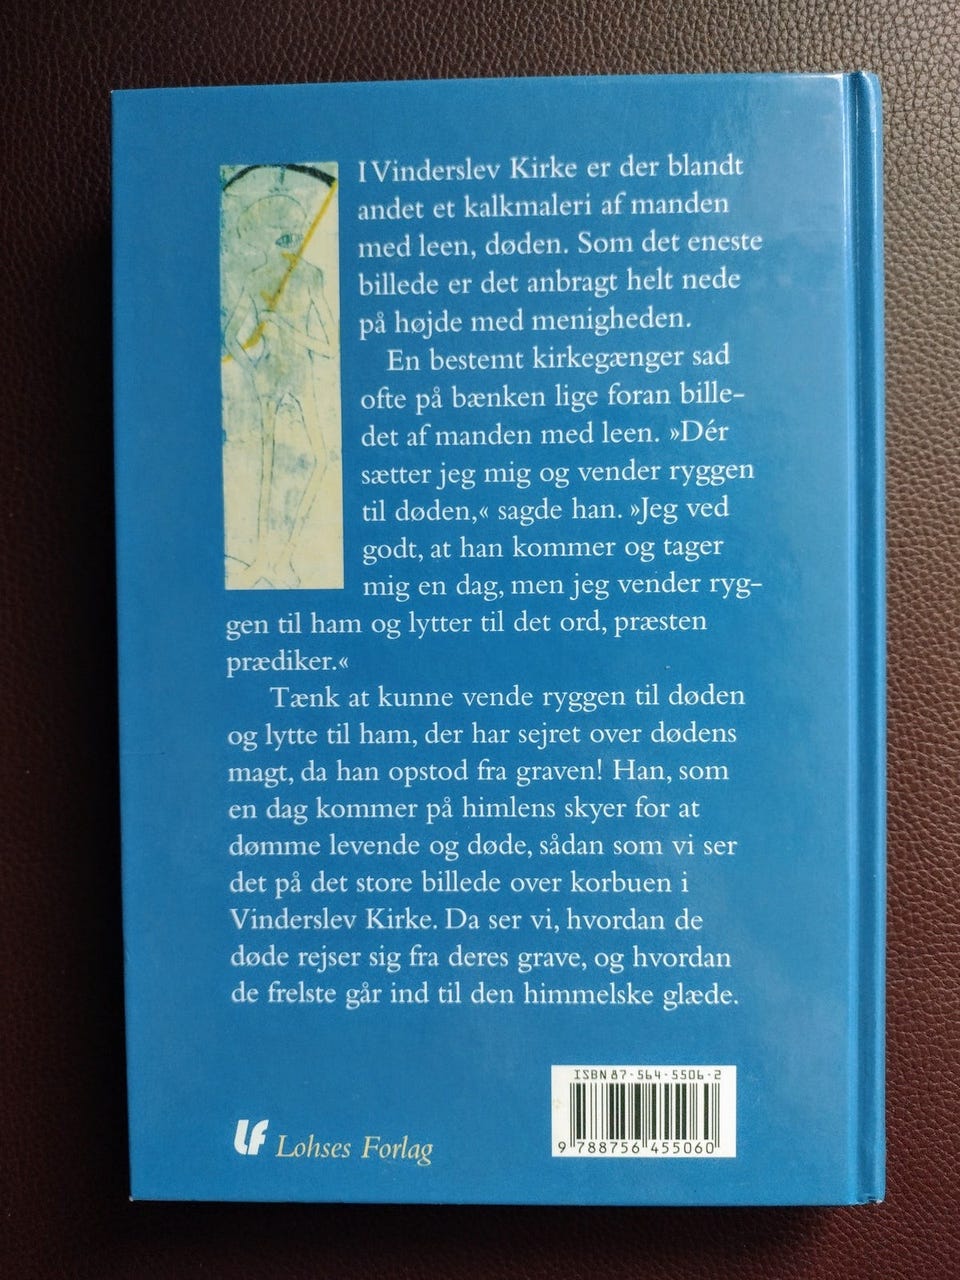 I Vinderslev Kirke er der blandt
andet et kalkmaleri af manden
med leen, døden. Som det eneste
billede er det anbragt helt nede
på højde med menigheden.
En bestemt kirkegænger sad
ofte på bænken lige foran bille-
det af manden med leen. »Dér
sætter jeg mig og vender ryggen
til døden,« sagde han. »Jeg ved
godt, at han kommer og tager
mig en dag, men jeg vender ryg-
gen til ham og lytter til det ord, præsten
prædiker.«
Tænk at kunne vende ryggen til døden
og lytte til ham, der har sejret over dødens
magt, da han opstod fra graven! Han, som
en dag kommer på himlens skyer for at
dømme levende og døde, sådan som vi ser
det på det store billede over korbuen i
Vinderslev Kirke. Da ser vi, hvordan de
døde rejser sig fra deres grave, og hvordan
de frelste går ind til den himmelske glæde.
ISBN 87-564-5506-2
9 788756 455060
LF Lohses Forlag